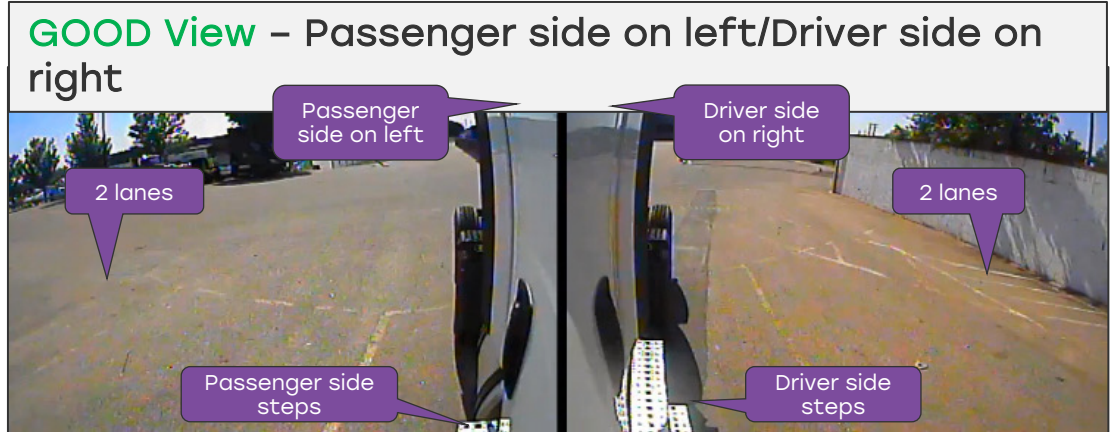 GOOD View – Passenger side on left/Driver side on
right
Passenger
side on left
Driver side
on right
2 lanes
2 lanes
Passenger side
steps
Driver side
steps